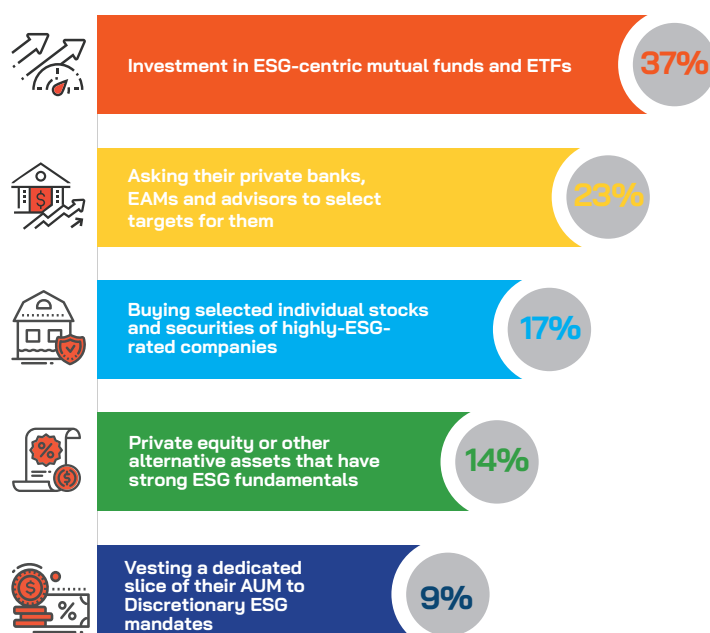 Investment in ESG-centric mutual funds and ETFs
37%
Asking their private banks,
EAMs and advisors to select
targets for them
23%
Buying selected individual stocks
and securities of highly-ESG-
rated companies
17%
Private equity or other
alternative assets that have
strong ESG fundamentals
14%
Vesting a dedicated
slice of their AUM to
Discretionary ESG
mandates
9%